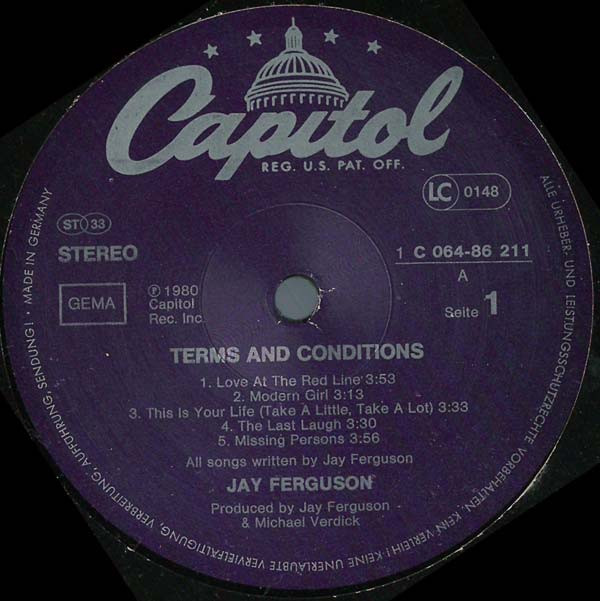 Capitol
REG. U.S. PAT. OFF.
LC 0148
ST 33
STEREO
GEMA
℗ 1980
Capitol
Rec. Inc.
1 C 064-86 211
A
Seite 1
TERMS AND CONDITIONS
1. Love At The Red Line 3:53
2. Modern Girl 3:13
3. This Is Your Life (Take A Little, Take A Lot) 3:33
4. The Last Laugh 3:30
5. Missing Persons 3:56
All songs written by Jay Ferguson
JAY FERGUSON
Produced by Jay Ferguson
& Michael Verdick
ALLE URHEBER- UND LEISTUNGSSCHUTZRECHTE VORBEHALTEN. KEIN VERLEIH! KEINE UNERLAUBTE VERVIELFÄLTIGUNG, VERBREITUNG, AUFFÜHRUNG, SENDUNG! · MADE IN GERMANY